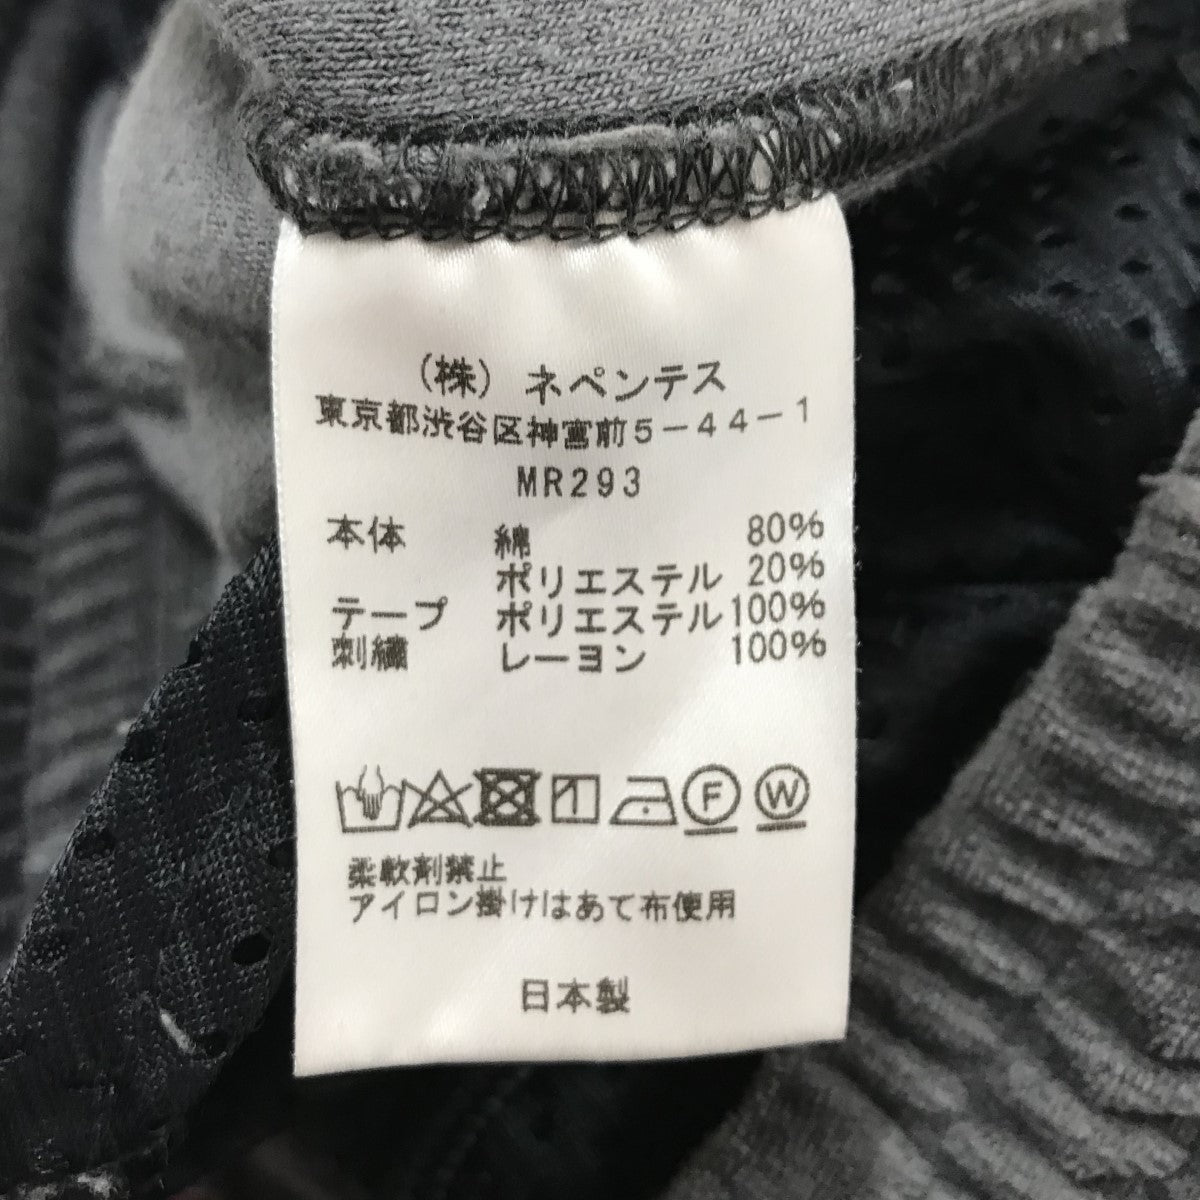 (株) ネペンテス
東京都渋谷区神宮前5-44-1
MR293
本体 綿 80%
ポリエステル 20%
テープ ポリエステル 100%
刺繍 レーヨン 100%
F W
柔軟剤禁止
アイロン掛けはあて布使用
日本製